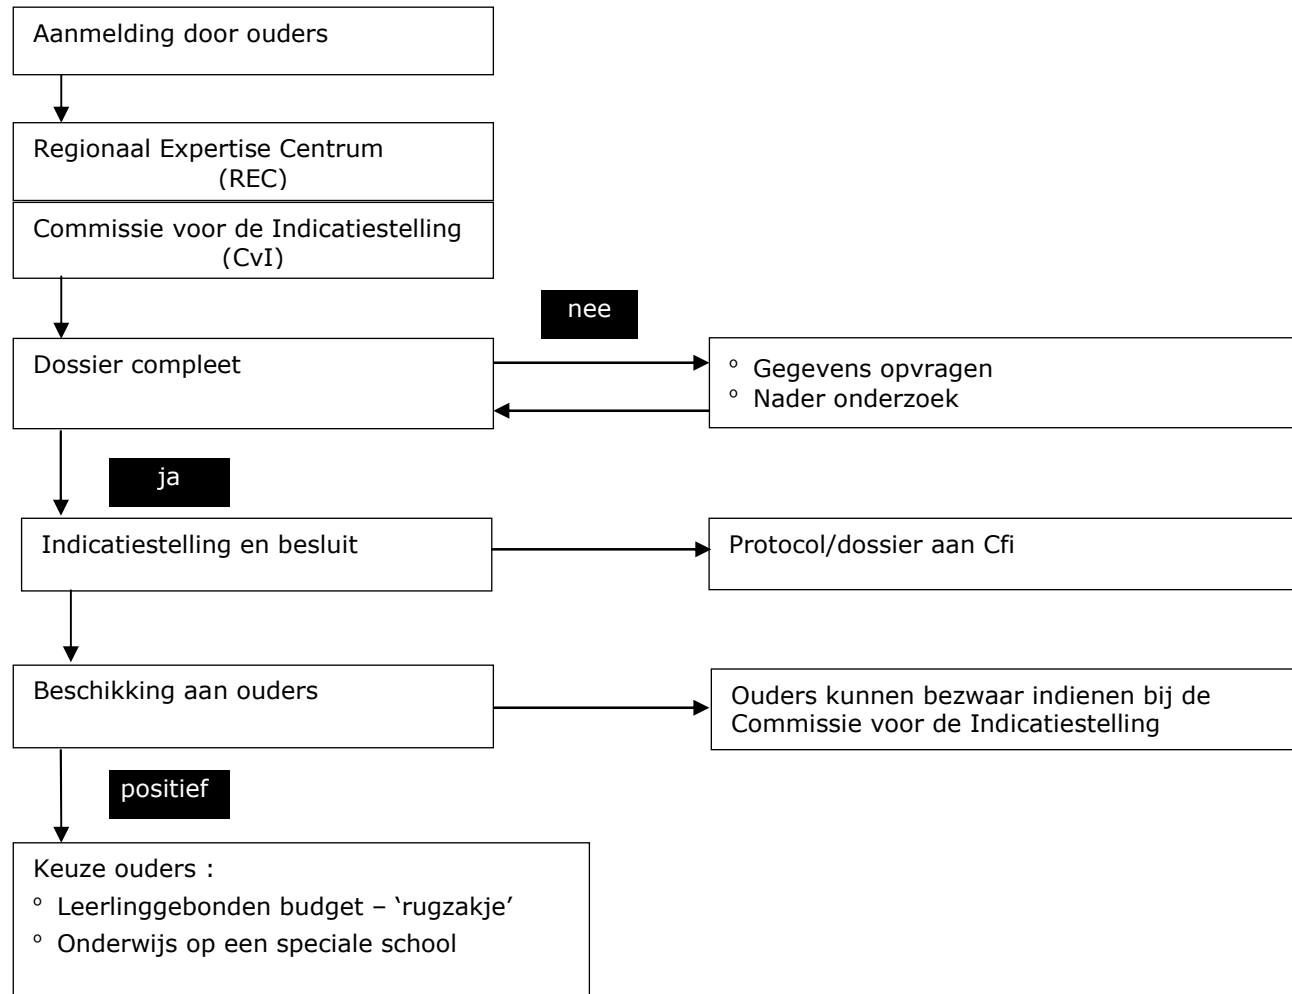 Aanmelding door ouders
Regionaal Expertise Centrum
(REC)
Commissie voor de Indicatiestelling
(CvI)
nee
Dossier compleet
° Gegevens opvragen
° Nader onderzoek
ja
Indicatiestelling en besluit
Protocol/dossier aan Cfi
Beschikking aan ouders
Ouders kunnen bezwaar indienen bij de
Commissie voor de Indicatiestelling
positief
Keuze ouders :
° Leerlinggebonden budget – ‘rugzakje’
° Onderwijs op een speciale school